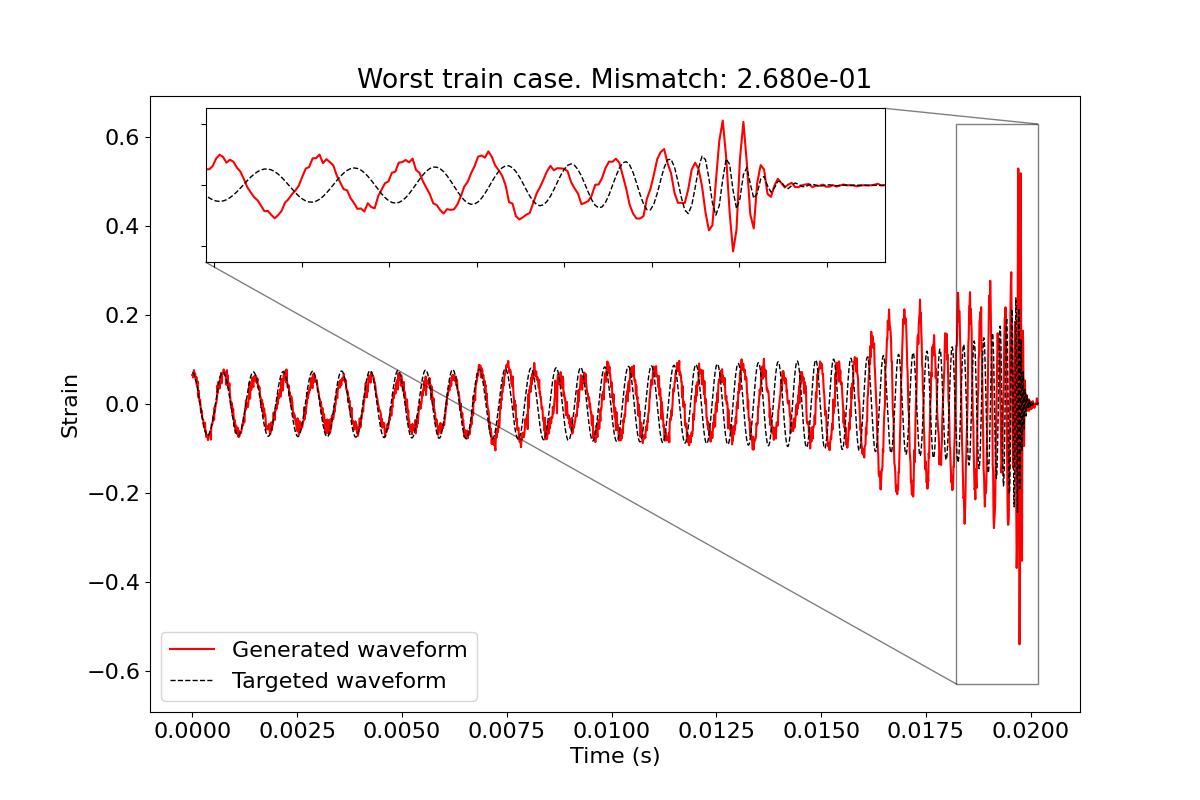 Worst train case. Mismatch: 2.680e-01
0.6
0.4
0.2
0.0
−0.2
−0.4
−0.6
Strain
Generated waveform
Targeted waveform
0.0000 0.0025 0.0050 0.0075 0.0100 0.0125 0.0150 0.0175 0.0200
Time (s)